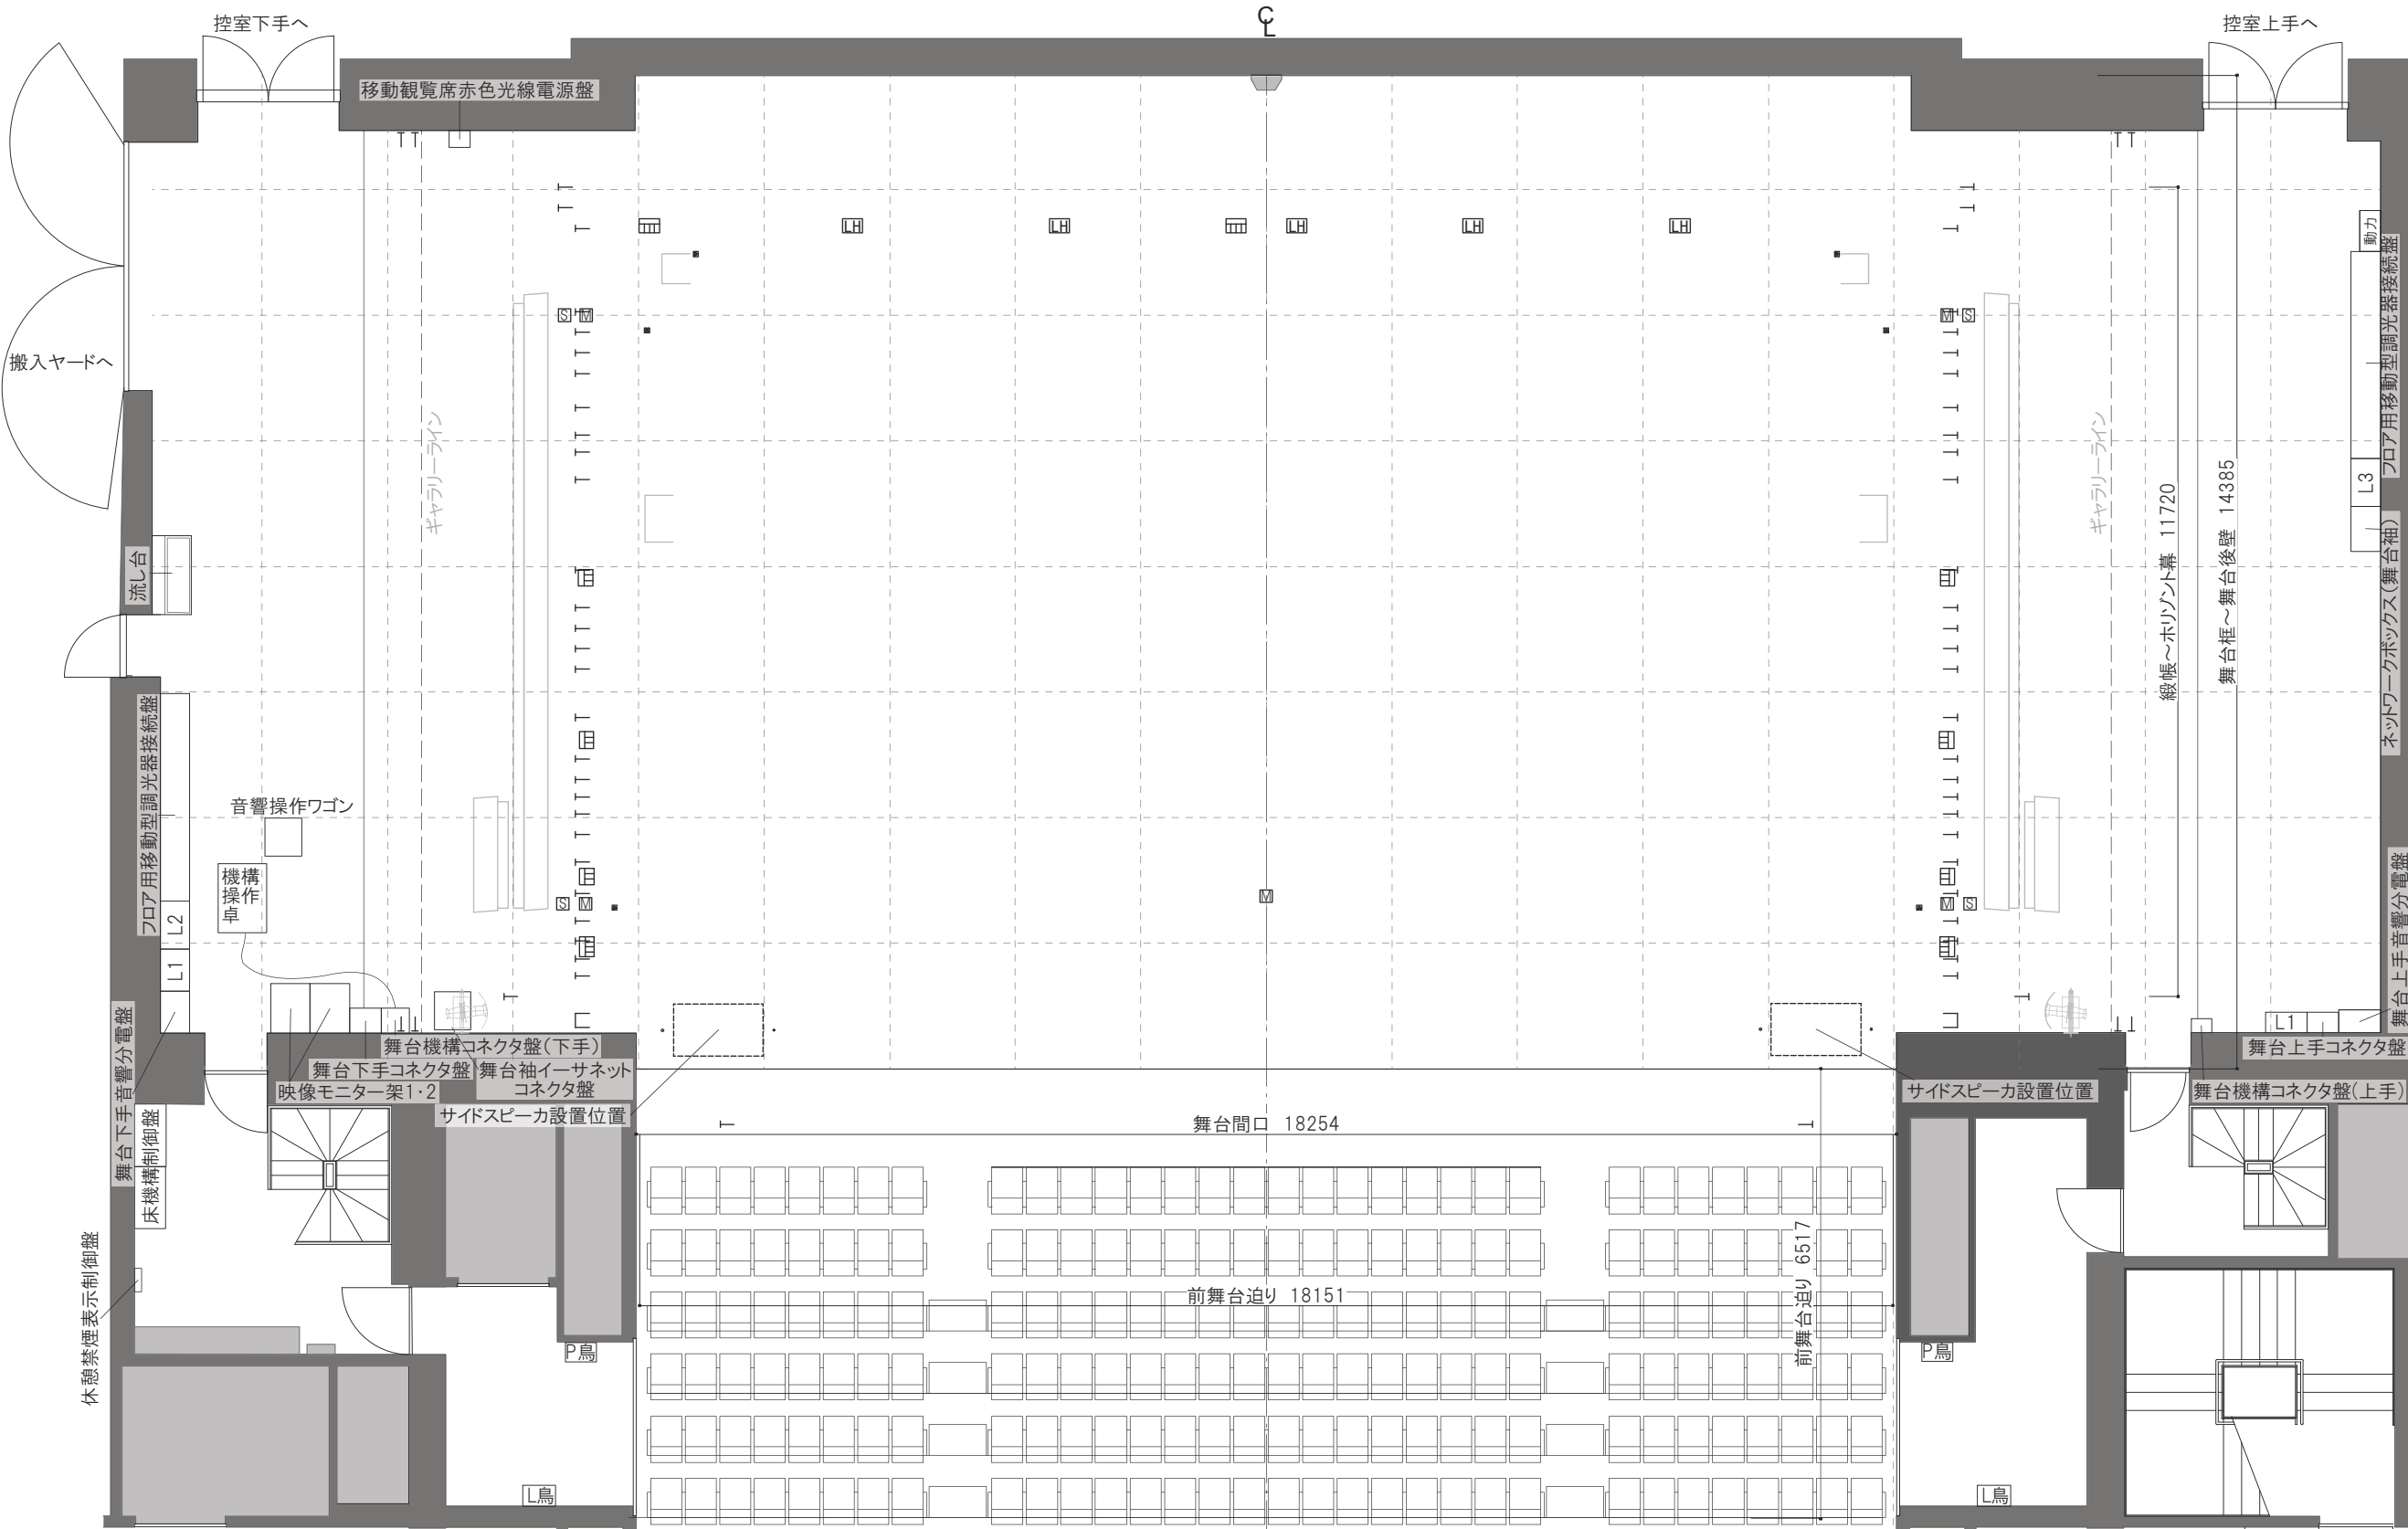 控室下手へ
℄
控室上手へ
移動観覧席赤色光線電源盤
搬入ヤードへ
LH
LH
LH
LH
LH
動力
フロア用移動型調光器接続盤
S M
M S
ギャラリーライン
ギャラリーライン
緞帳～ホリゾント幕 11720
舞台框～舞台後壁 14385
L3
ネットワークボックス(舞台袖)
流し台
フロア用移動型調光器接続盤
音響操作ワゴン
機構
操作
卓
L2
L1
S M
M
M S
舞台上手音響分電盤
L1
舞台下手音響分電盤
舞台機構コネクタ盤(下手)
舞台下手コネクタ盤
舞台袖イーサネット
コネクタ盤
映像モニター架1・2
サイドスピーカ設置位置
サイドスピーカ設置位置
舞台上手コネクタ盤
舞台機構コネクタ盤(上手)
床機構制御盤
舞台間口 18254
休憩禁煙表示制御盤
前舞台迫り 18151
前舞台迫り 6517
P鳥
P鳥
L鳥
L鳥